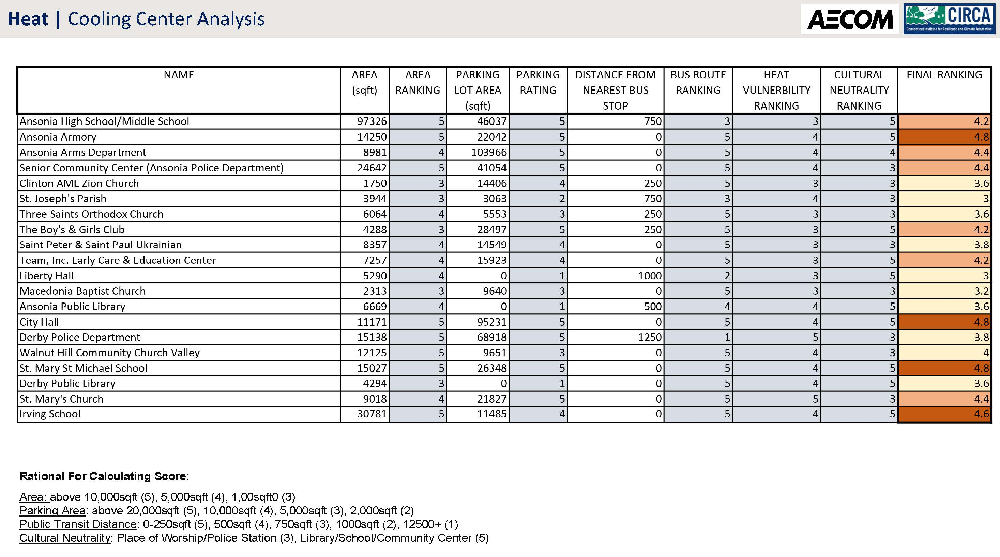 Heat | Cooling Center Analysis
AECOM
CIRCA
Connecticut Institute for Resilience and Climate Adaptation
NAME AREA (sqft) AREA RANKING PARKING LOT AREA (sqft) PARKING RATING DISTANCE FROM NEAREST BUS STOP BUS ROUTE RANKING HEAT VULNERBILITY RANKING CULTURAL NEUTRALITY RANKING FINAL RANKING
Ansonia High School/Middle School 97326 5 46037 5 750 3 3 5 4.2
Ansonia Armory 14250 5 22042 5 0 5 4 5 4.8
Ansonia Arms Department 8981 4 103966 5 0 5 4 4 4.4
Senior Community Center (Ansonia Police Department) 24642 5 41054 5 0 5 4 3 4.4
Clinton AME Zion Church 1750 3 14406 4 250 5 3 3 3.6
St. Joseph's Parish 3944 3 3063 2 750 3 4 3 3
Three Saints Orthodox Church 6064 4 5553 3 250 5 3 3 3.6
The Boy's & Girls Club 4288 3 28497 5 250 5 3 5 4.2
Saint Peter & Saint Paul Ukrainian 8357 4 14549 4 0 5 3 3 3.8
Team, Inc. Early Care & Education Center 7257 4 15923 4 0 5 3 5 4.2
Liberty Hall 5290 4 0 1 1000 2 3 5 3
Macedonia Baptist Church 2313 3 9640 3 0 5 3 3 3.2
Ansonia Public Library 6669 4 0 1 500 4 4 5 3.6
City Hall 11171 5 95231 5 0 5 4 5 4.8
Derby Police Department 15138 5 68918 5 1250 1 5 3 3.8
Walnut Hill Community Church Valley 12125 5 9651 3 0 5 4 3 4
St. Mary St Michael School 15027 5 26348 5 0 5 4 5 4.8
Derby Public Library 4294 3 0 1 0 5 4 5 3.6
St. Mary's Church 9018 4 21827 5 0 5 5 3 4.4
Irving School 30781 5 11485 4 0 5 4 5 4.6
Rational For Calculating Score:
Area: above 10,000sqft (5), 5,000sqft (4), 1,00sqft0 (3)
Parking Area: above 20,000sqft (5), 10,000sqft (4), 5,000sqft (3), 2,000sqft (2)
Public Transit Distance: 0-250sqft (5), 500sqft (4), 750sqft (3), 1000sqft (2), 12500+ (1)
Cultural Neutrality: Place of Worship/Police Station (3), Library/School/Community Center (5)